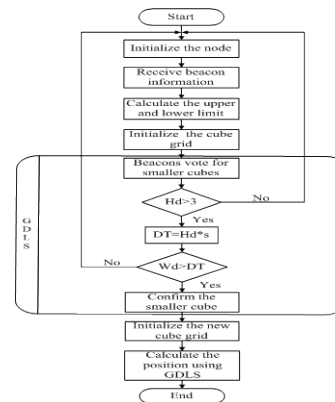 Start
Initialize the node
Receive beacon
information
Calculate the upper
and lower limit
Initialize the cube
grid
Beacons vote for
smaller cubes
GDLS
Hd>3
No
Yes
DT=Hd*s
No
Wd>DT
Yes
Confirm the
smaller cube
Initialize the new
cube grid
Calculate the
position using
GDLS
End